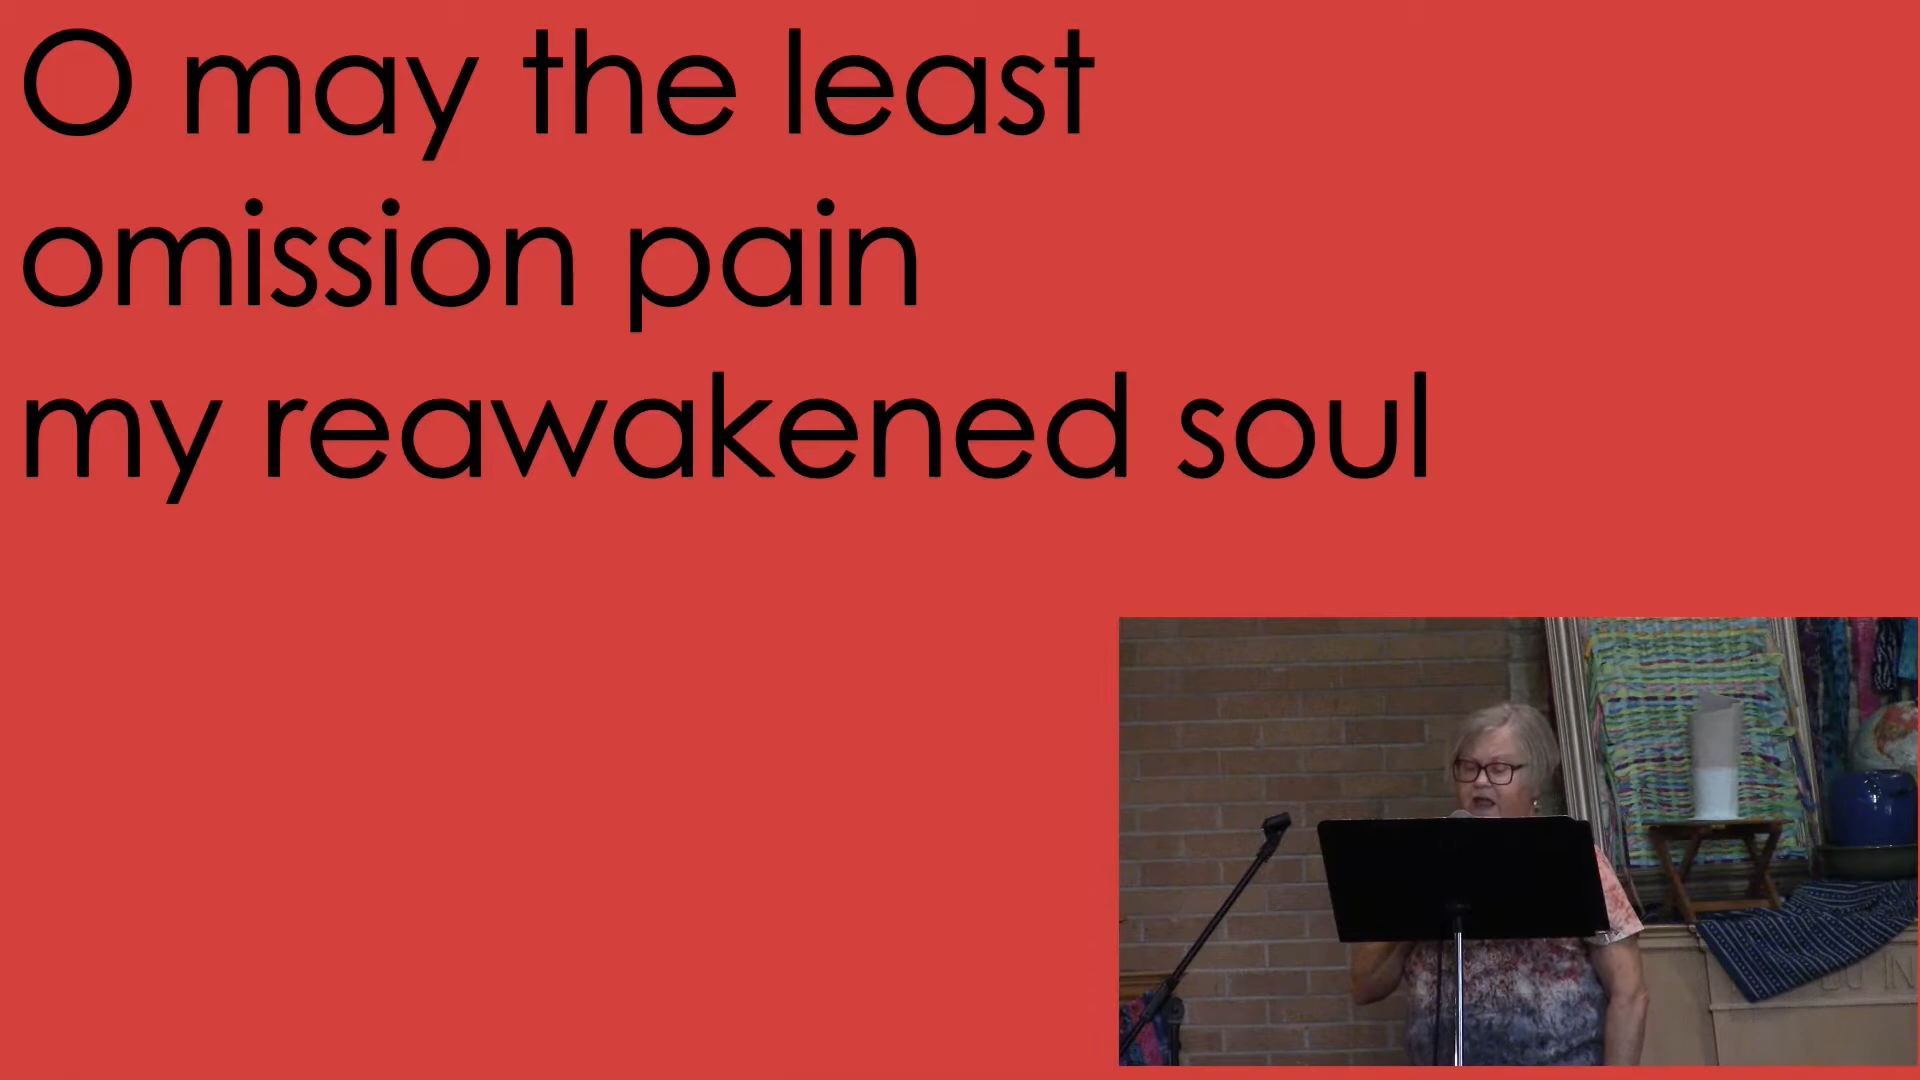 O may the least
omission pain
my reawakened soul